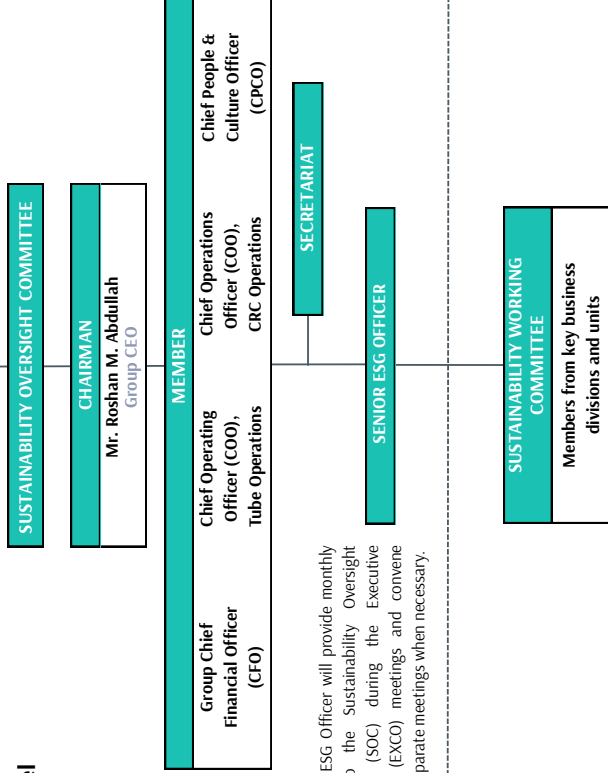 SUSTAINABILITY OVERSIGHT COMMITTEE
CHAIRMAN
Mr. Roshan M. Abdullah
Group CEO
MEMBER
Group Chief
Financial Officer
(CFO)
Chief Operating
Officer (COO),
Tube Operations
Chief Operations
Officer (COO),
CRC Operations
Chief People &
Culture Officer
(CPCO)
SECRETARIAT
ESG Officer will provide monthly
the Sustainability Oversight
(SOC) during the Executive
(EXCO) meetings and convene
meetings when necessary.
SENIOR ESG OFFICER
SUSTAINABILITY WORKING
COMMITTEE
Members from key business
divisions and units